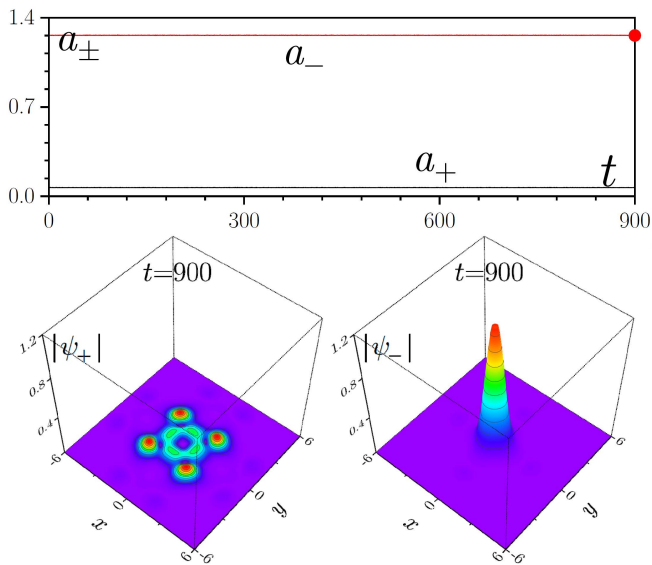 1.4
a±
a−
0.7
a+
t
0.0
0 300 600 900
t=900 t=900
1.2 |ψ+| 1.2 |ψ−|
0.8 0.8
0.4 0.4
-6 6 -6 6
0 0 0 0
x y x y
6 -6 6 -6